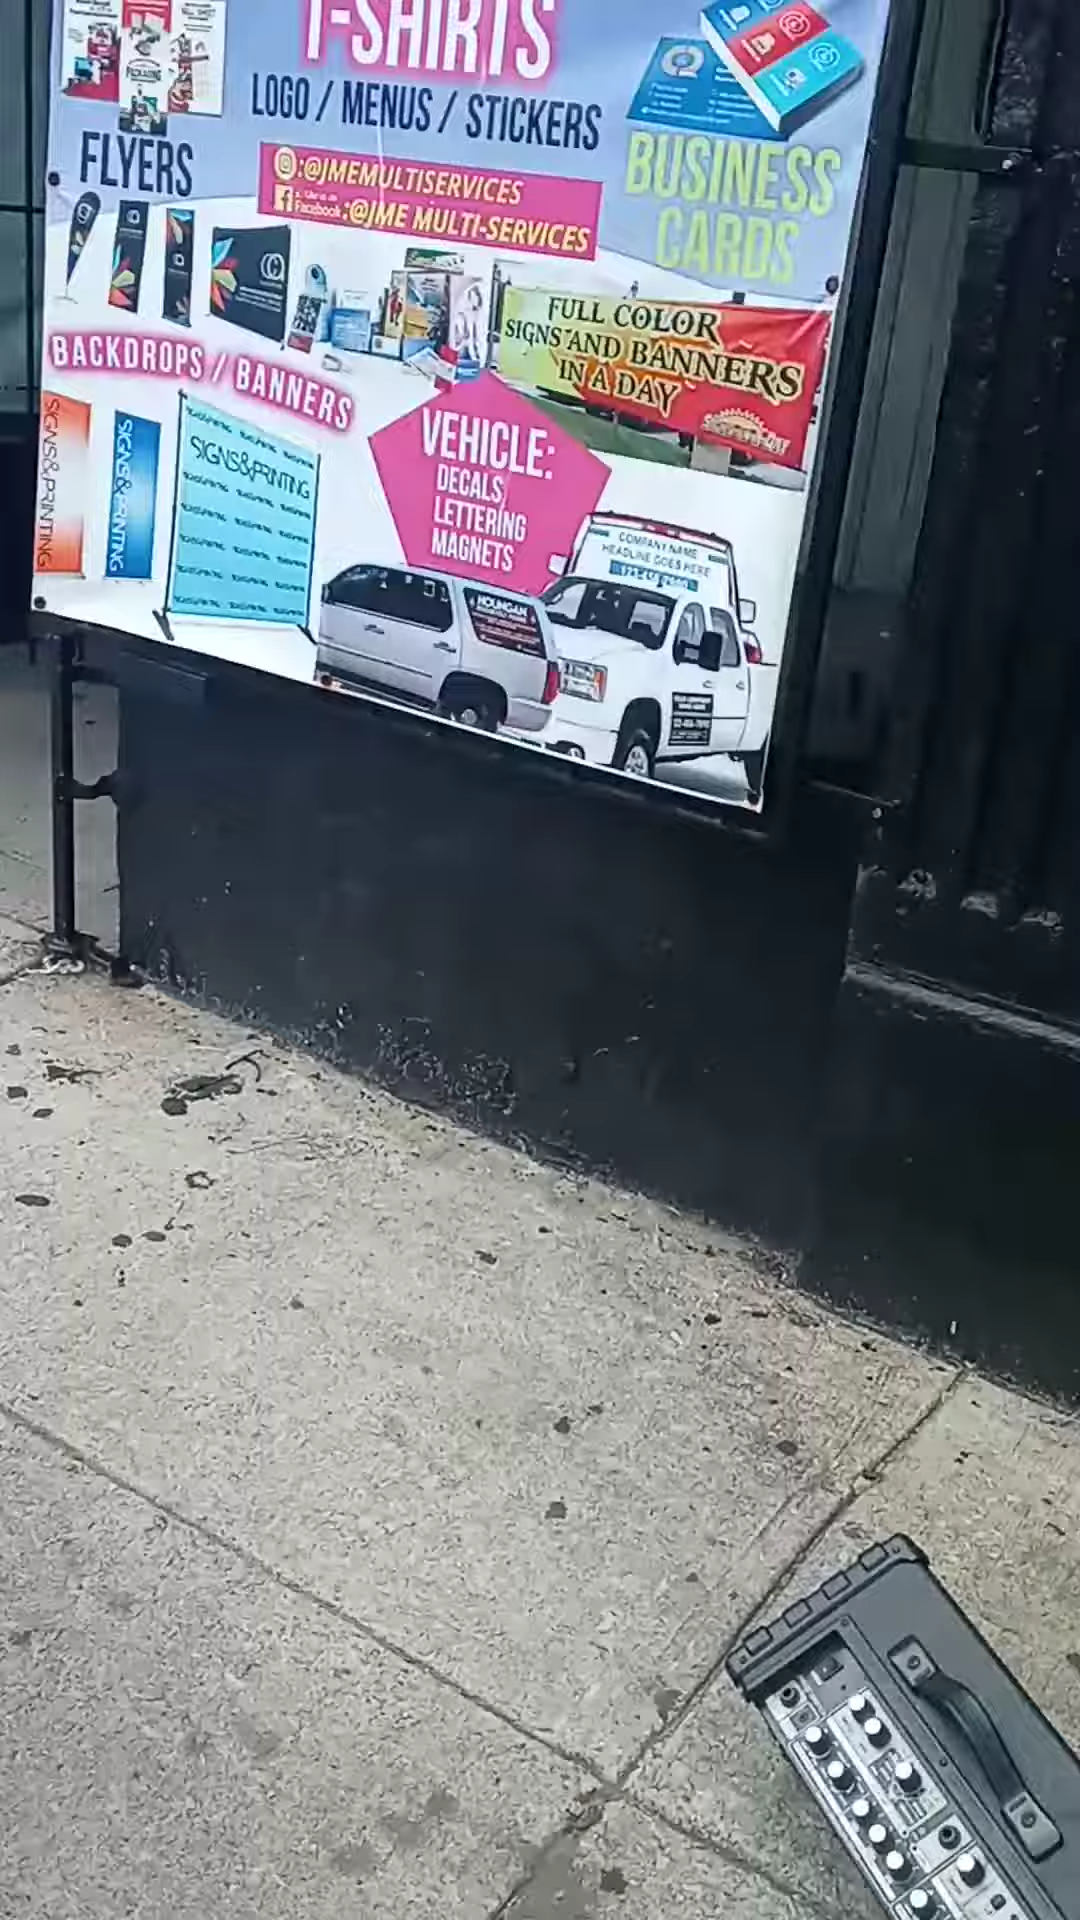 T-SHIRTS
LOGO / MENUS / STICKERS
FLYERS
BUSINESS
CARDS
:@JMEMULTISERVICES
Facebook :@JME MULTI-SERVICES
FULL COLOR
SIGNS AND BANNERS
IN A DAY
BACKDROPS / BANNERS
SIGNS&PRINTING
SIGNS&PRINTING
SIGNS&PRINTING
VEHICLE:
DECALS
LETTERING
MAGNETS
COMPANY NAME
HEADLINE GOES HERE
HOUNGAN